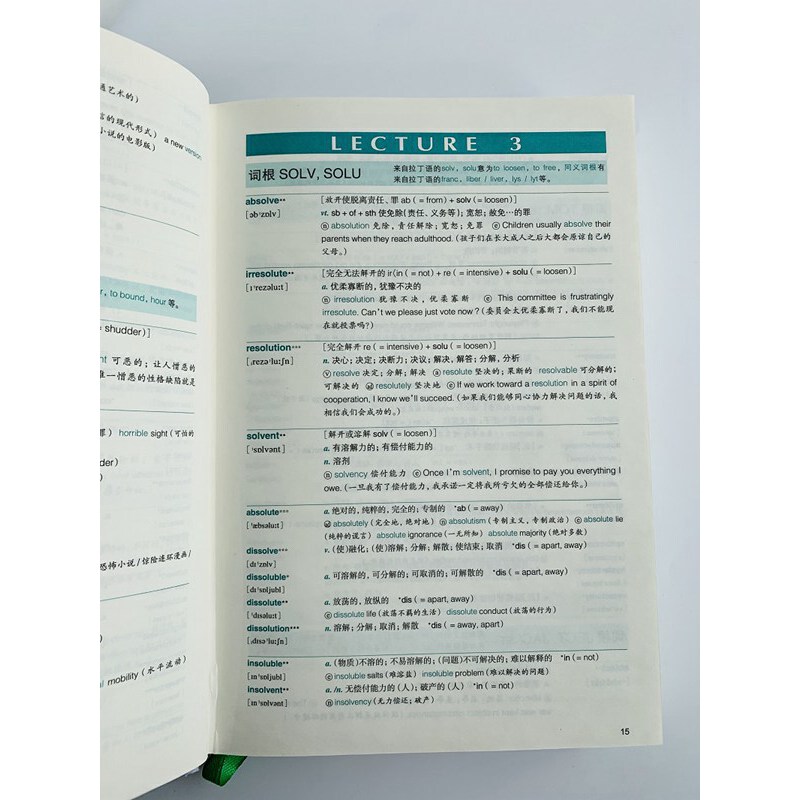 通艺术的)
的现代形式) a new version
小说的电影版)
r, to bound, hour 等。
= shudder)]
nt 可恶的; 让人憎恶的
唯一憎恶的性格缺陷就是
罪) horrible sight (可怕的
der)
恐怖小说/惊险连环漫画/
l mobility (水平流动)
LECTURE 3
词根 SOLV, SOLU
来自拉丁语的solv, solu意为to loosen, to free, 同义词根有
来自拉丁语的franc, liber / liver, lys / lyt等。
absolve·· [放开使脱离责任、罪 ab (= from) + solv (= loosen)]
[əbˈzɒlv] vt. sb + of + sth 使免除(责任、义务等); 宽恕; 赦免…的罪
ⓝ absolution 免除, 责任解除; 宽恕; 免罪 ⓔ Children usually absolve their
parents when they reach adulthood. (孩子们在长大成人之后大都会原谅自己的
父母。)
irresolute·· [完全无法解开的 ir(in (= not) + re (= intensive) + solu (= loosen)]
[ɪˈrezəluːt] a. 优柔寡断的, 犹豫不决的
ⓝ irresolution 犹豫不决, 优柔寡断 ⓔ This committee is frustratingly
irresolute. Can't we please just vote now? (委员会太优柔寡断了, 我们不能现
在就投票吗?)
resolution··· [完全解开 re (= intensive) + solu (= loosen)]
[ˌrezəˈluːʃn] n. 决心; 决定; 决断力; 决议; 解决, 解答; 分解, 分析
ⓥ resolve 决定; 分解; 解决 ⓐ resolute 坚决的; 果断的 resolvable 可分解的;
可解决的 ⓐⓓ resolutely 坚决地 ⓔ If we work toward a resolution in a spirit of
cooperation, I know we'll succeed. (如果我们能够同心协力解决问题的话, 我
相信我们会成功的。)
solvent·· [解开或溶解 solv (= loosen)]
[ˈsɒlvənt] a. 有溶解力的; 有偿付能力的
n. 溶剂
ⓝ solvency 偿付能力 ⓔ Once I'm solvent, I promise to pay you everything I
owe. (一旦我有了偿付能力, 我承诺一定将我所亏欠的全部偿还给你。)
absolute··· a. 绝对的, 纯粹的, 完全的; 专制的 *ab (= away)
[ˈæbsəluːt] ⓐⓓ absolutely (完全地, 绝对地) ⓝ absolutism (专制主义, 专制政治) ⓒ absolute lie
(纯粹的谎言) absolute ignorance (一无所知) absolute majority (绝对多数)
dissolve··· v. (使)融化; (使)溶解; 分解; 解散; 使结束; 取消 *dis (= apart, away)
[dɪˈzɒlv]
dissoluble· a. 可溶解的, 可分解的; 可取消的; 可解散的 *dis (= apart, away)
[dɪˈsɒljubl]
dissolute·· a. 放荡的, 放纵的 *dis (= apart, away)
[ˈdɪsəluːt] ⓒ dissolute life (放荡不羁的生活) dissolute conduct (放荡的行为)
dissolution··· n. 溶解; 分解; 取消; 解散 *dis (= away, apart)
[ˌdɪsəˈluːʃn]
insoluble·· a. (物质)不溶的; 不易溶解的; (问题)不可解决的; 难以解释的 *in (= not)
[ɪnˈsɒljubl] ⓒ insoluble salts (难溶盐) insoluble problem (难以解决的问题)
insolvent·· a. /n. 无偿付能力的(人); 破产的(人) *in (= not)
[ɪnˈsɒlvənt] ⓝ insolvency (无力偿还; 破产)
15